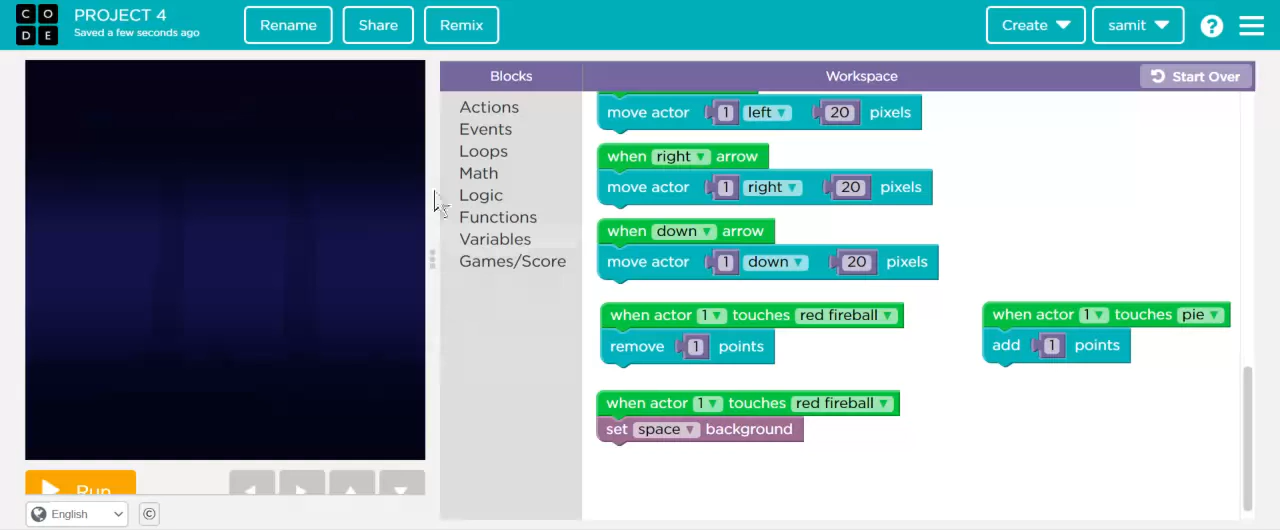 CO
DE
PROJECT 4
Saved a few seconds ago
Rename
Share
Remix
Create
samit
?
Blocks
Workspace
Start Over
Actions
Events
Loops
Math
Logic
Functions
Variables
Games/Score
move actor 1 left 20 pixels
when right arrow
move actor 1 right 20 pixels
when down arrow
move actor 1 down 20 pixels
when actor 1 touches red fireball
remove 1 points
when actor 1 touches pie
add 1 points
when actor 1 touches red fireball
set space background
Run
English
©